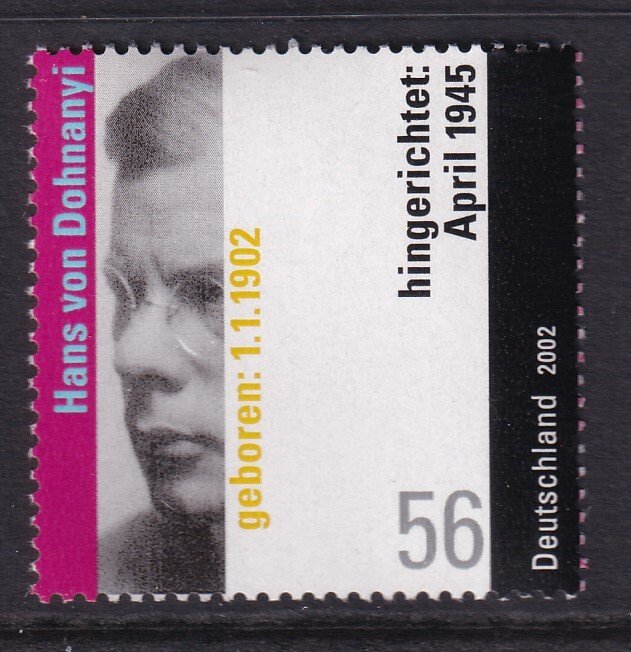 Hans von Dohnanyi
geboren: 1.1.1902
hingerichtet:
April 1945
56
Deutschland 2002